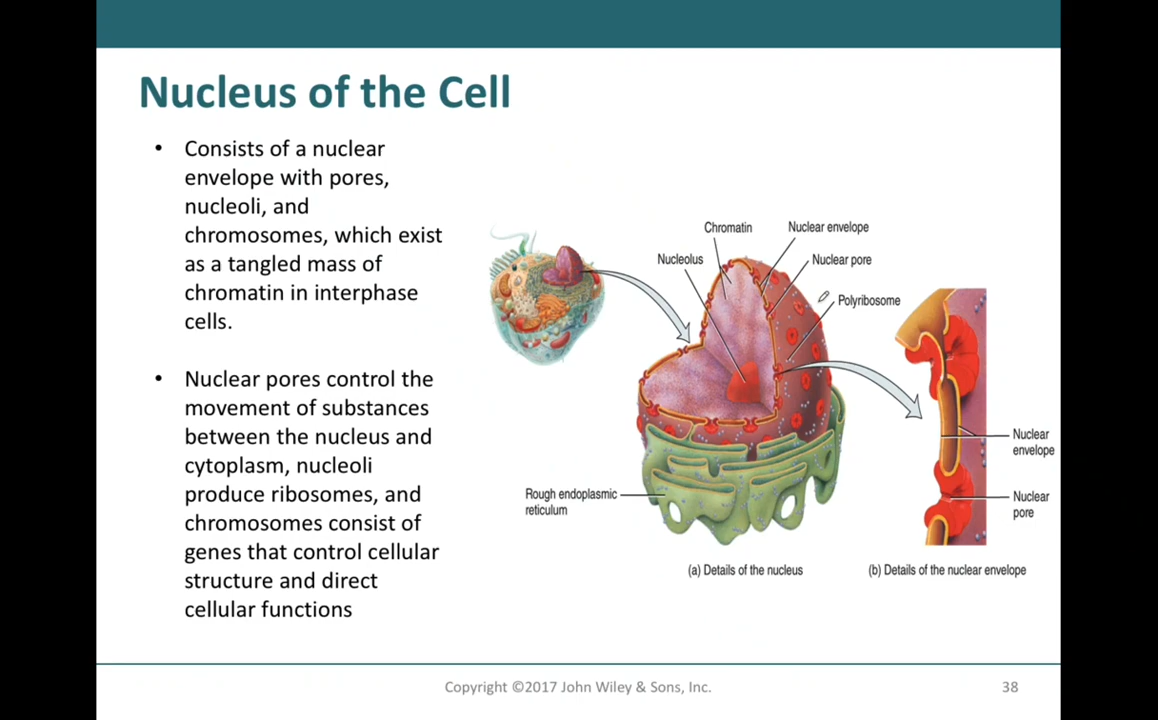 Nucleus of the Cell
• Consists of a nuclear
envelope with pores,
nucleoli, and
chromosomes, which exist
as a tangled mass of
chromatin in interphase
cells.
• Nuclear pores control the
movement of substances
between the nucleus and
cytoplasm, nucleoli
produce ribosomes, and
chromosomes consist of
genes that control cellular
structure and direct
cellular functions
Chromatin
Nuclear envelope
Nucleolus
Nuclear pore
Polyribosome
Rough endoplasmic
reticulum
(a) Details of the nucleus
Nuclear
envelope
Nuclear
pore
(b) Details of the nuclear envelope
Copyright ©2017 John Wiley & Sons, Inc.
38